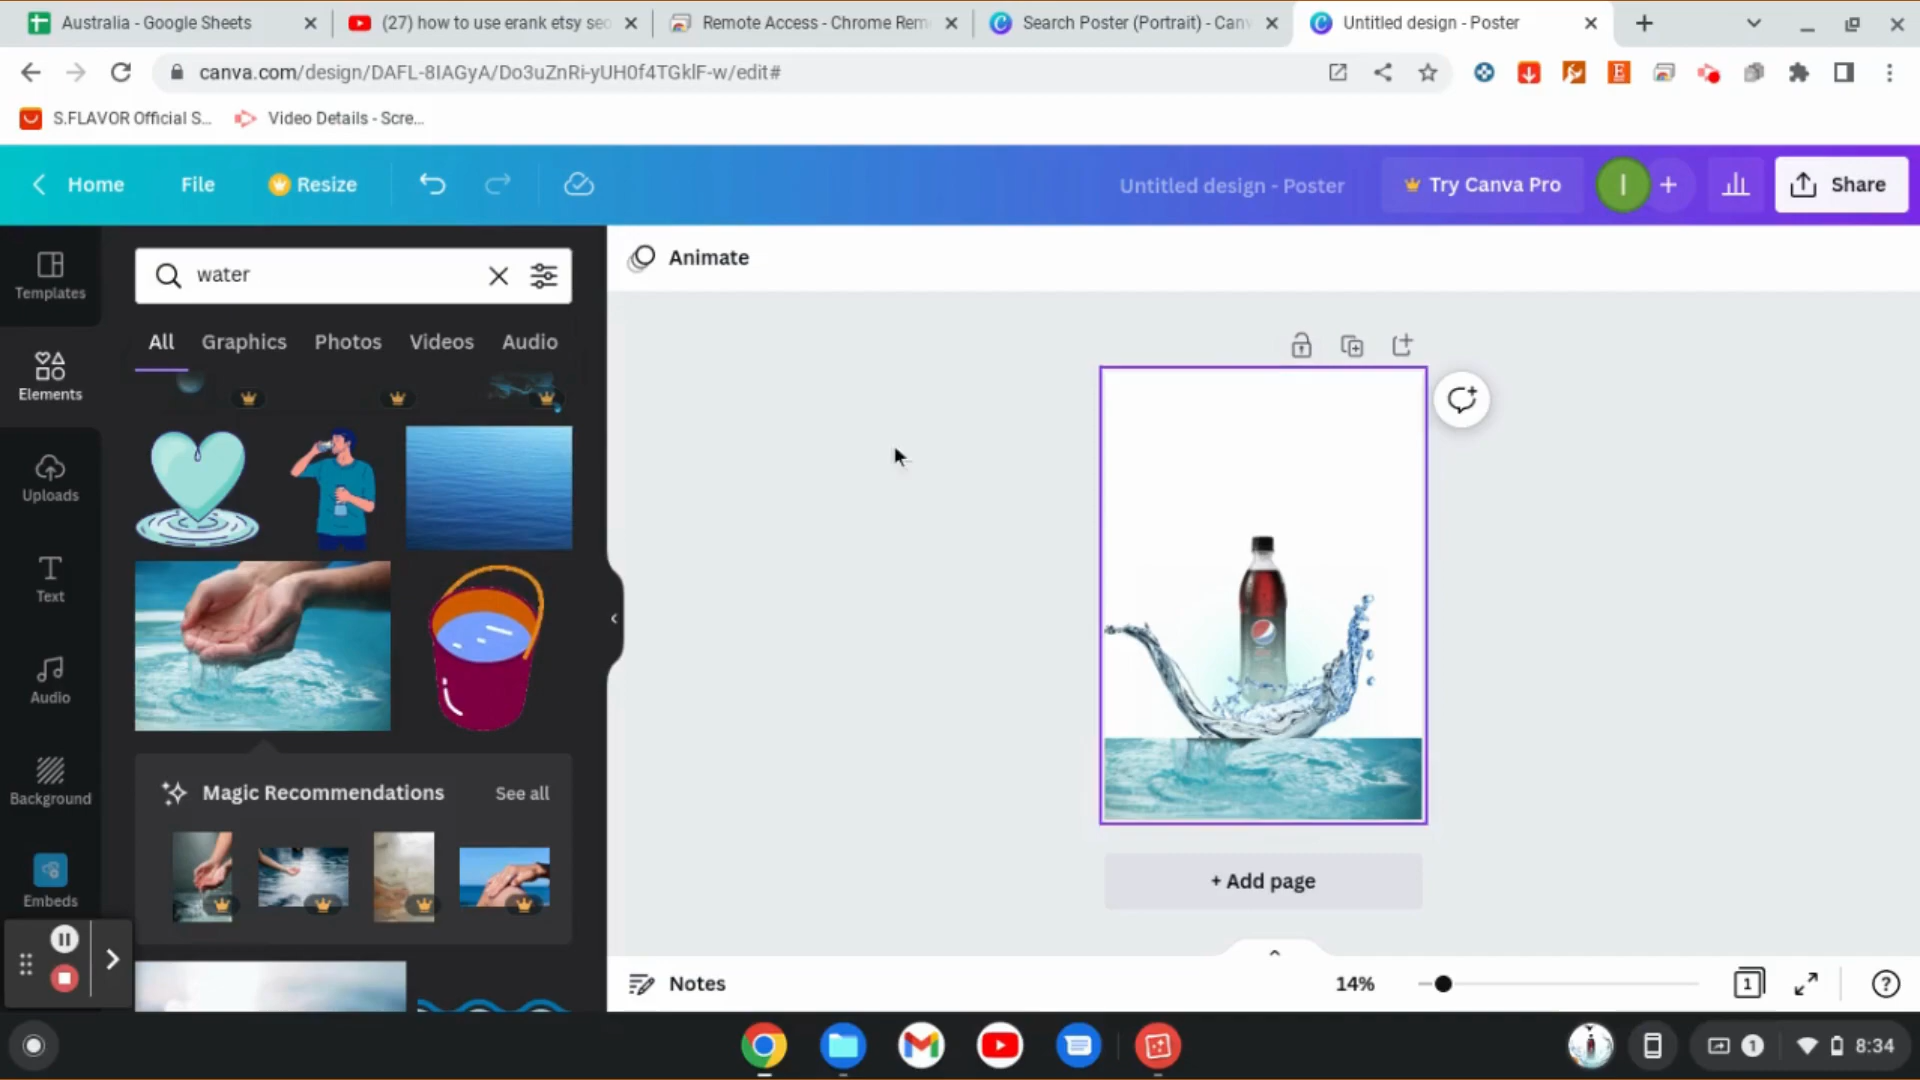 Australia - Google Sheets
(27) how to use erank etsy seo
Remote Access - Chrome Rem
Search Poster (Portrait) - Canv
Untitled design - Poster
canva.com/design/DAFL-8IAGyA/Do3uZnRi-yUH0f4TGklF-w/edit#
S.FLAVOR Official S...
Video Details - Scre...
Home
File
Resize
Untitled design - Poster
Try Canva Pro
I
Share
Templates
Elements
Uploads
Text
Audio
Background
Embeds
water
All
Graphics
Photos
Videos
Audio
Magic Recommendations
See all
Animate
+ Add page
Notes
14%
1
?
1
8:34